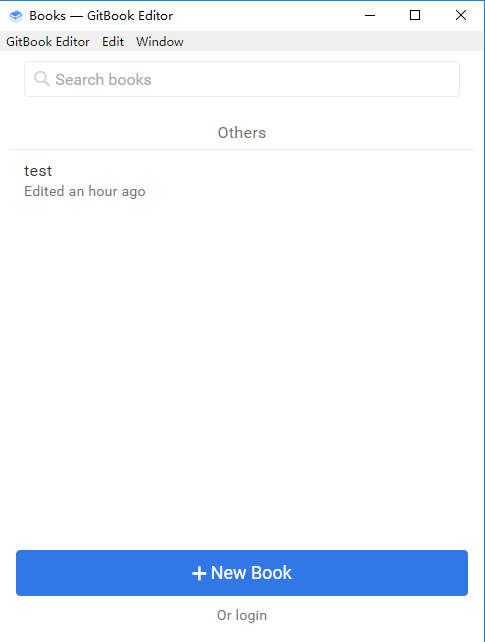 Books — GitBook Editor
GitBook Editor Edit Window
Search books
Others
test
Edited an hour ago
New Book
Or login